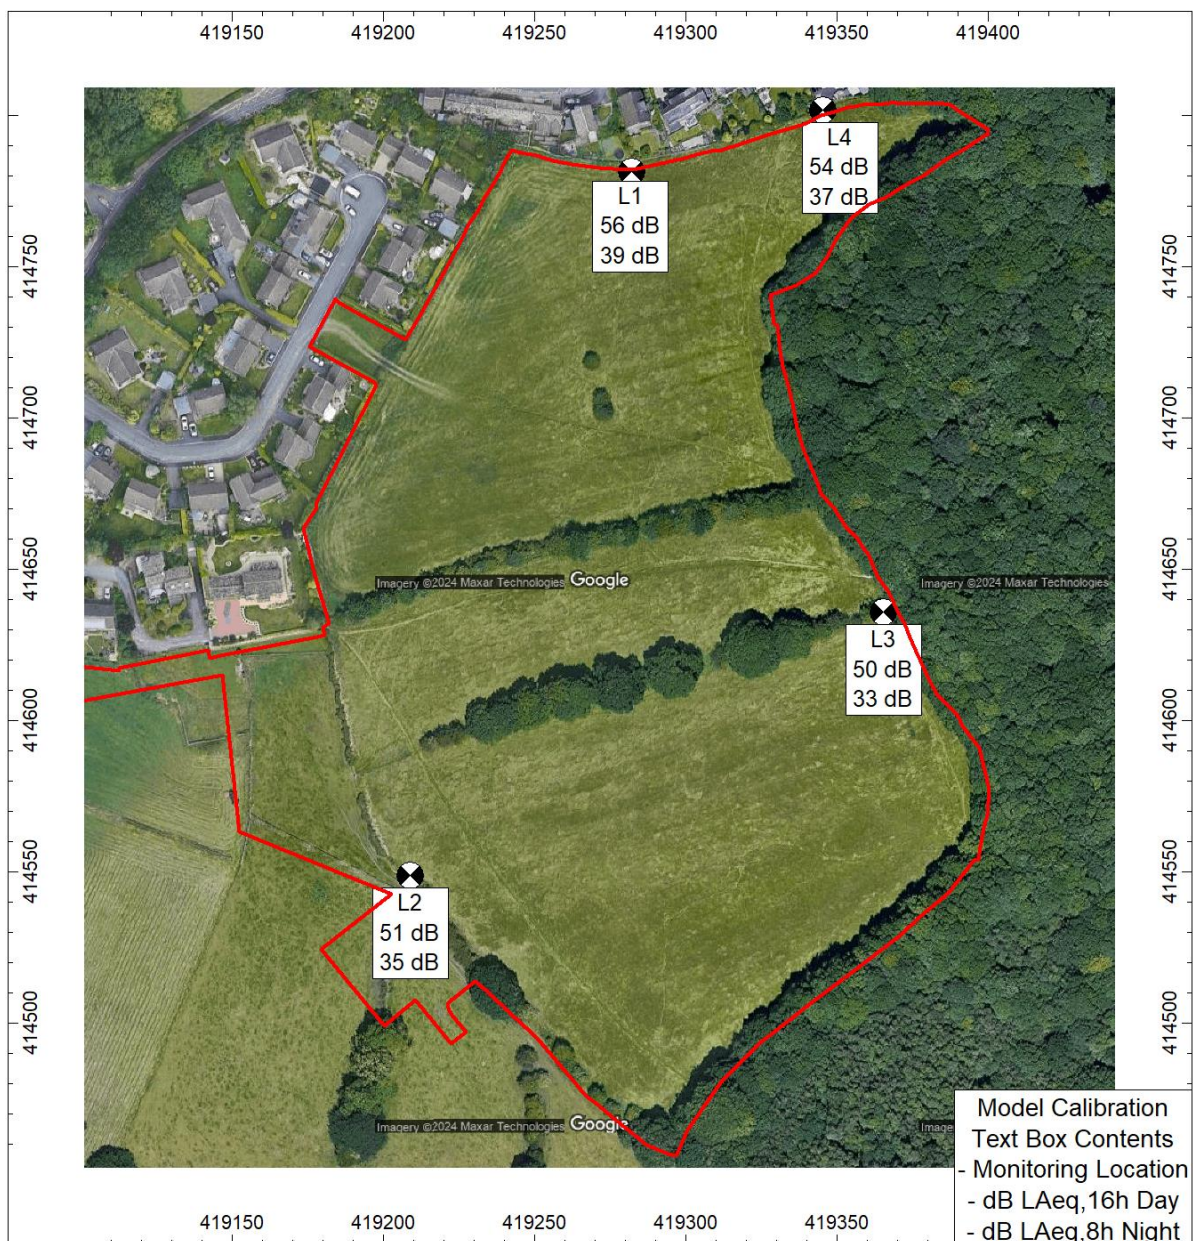 419150 419200 419250 419300 419350 419400
L4
54 dB
37 dB
L1
56 dB
39 dB
414750 414750
414700 414700
414650 414650
Imagery ©2024 Maxar Technologies Google Imagery ©2024 Maxar Technologies
L3
50 dB
33 dB
414600 414600
414550 414550
L2
51 dB
35 dB
414500 414500
Imagery ©2024 Maxar Technologies Google
Model Calibration
Text Box Contents
- Monitoring Location
- dB LAeq,16h Day
- dB LAeq,8h Night
419150 419200 419250 419300 419350